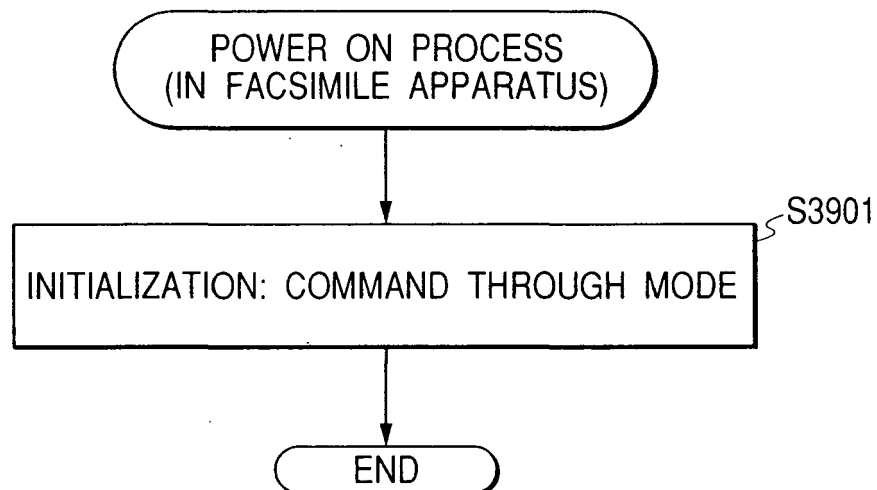 POWER ON PROCESS
(IN FACSIMILE APPARATUS)
S3901
INITIALIZATION: COMMAND THROUGH MODE
END